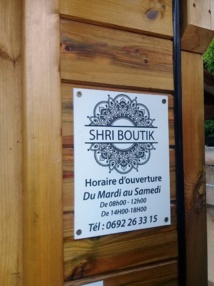 SHRI BOUTIK
Horaire d'ouverture
Du Mardi au Samedi
De 08h00 - 12h00
De 14H00-18H00
Tél : 0692 26 33 15